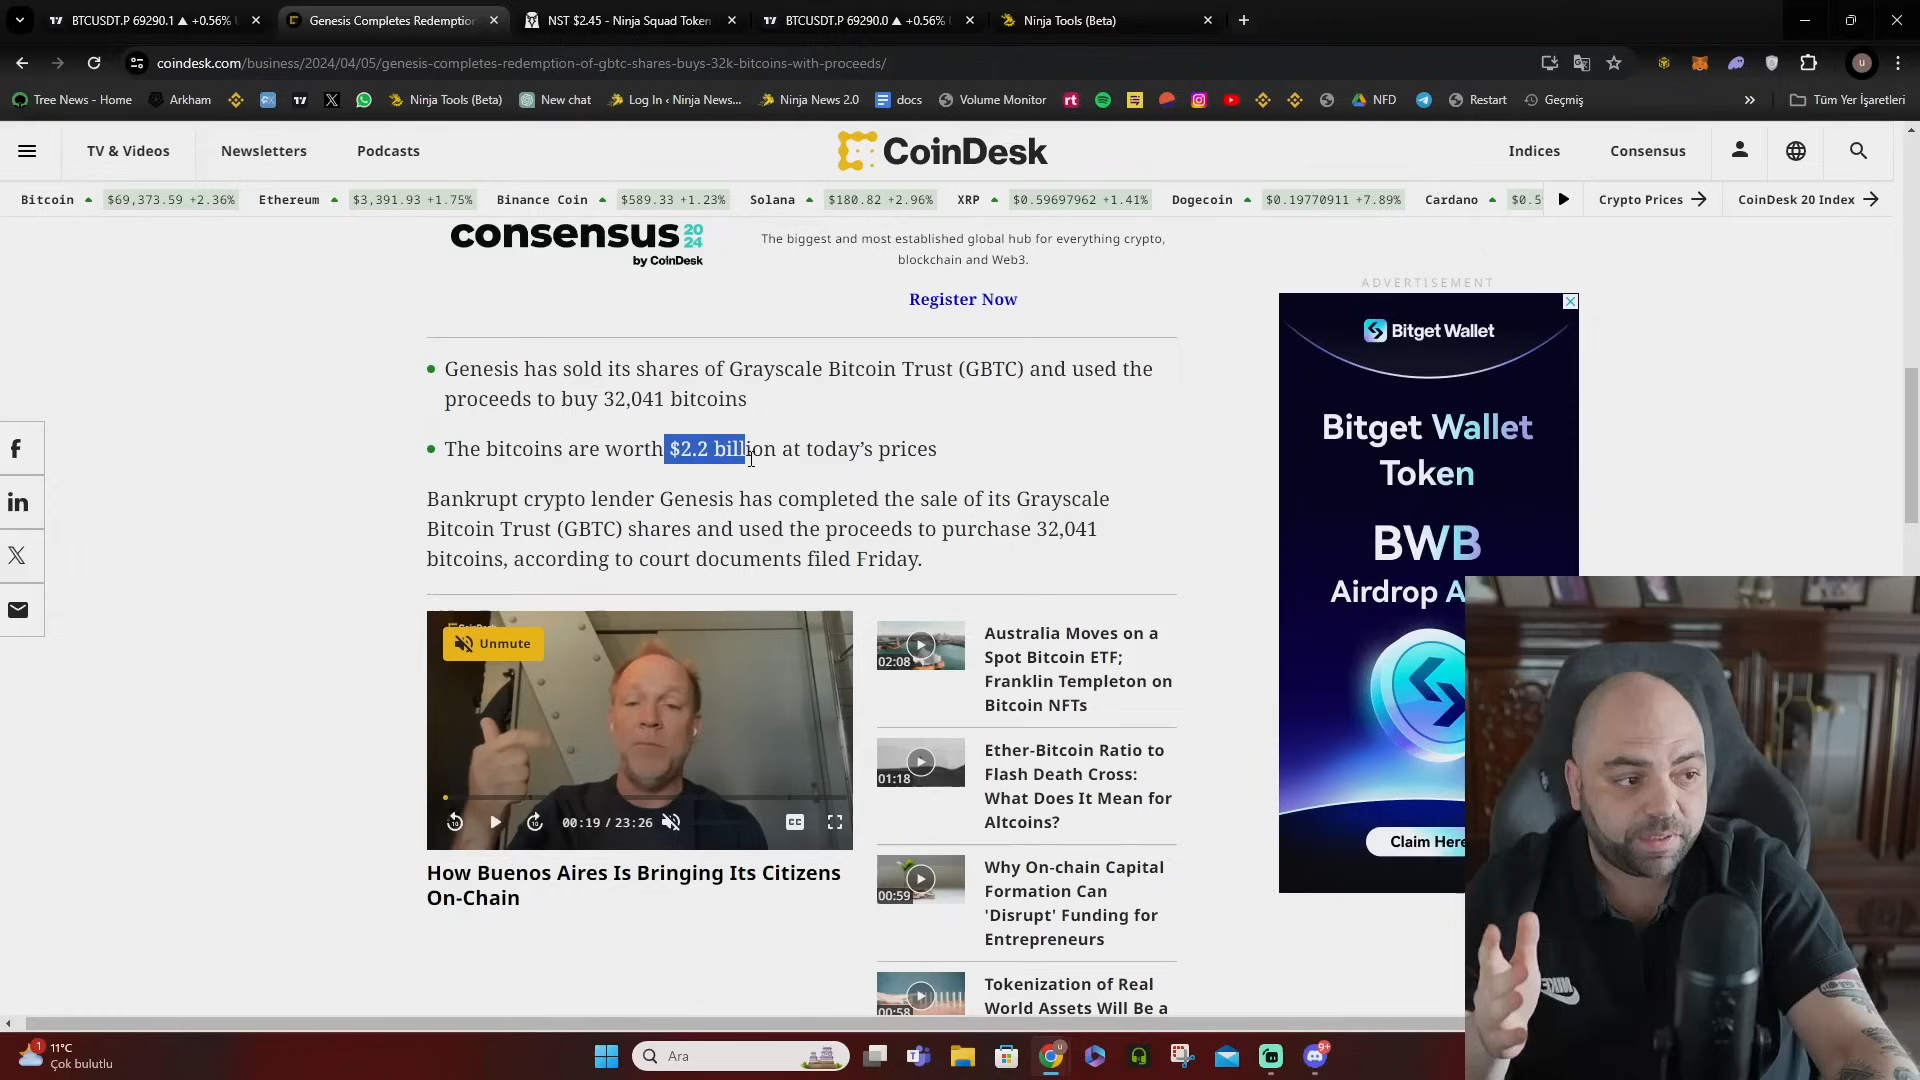 BTCUSDT.P 69290.1 ▲ +0.56%
Genesis Completes Redemption
NST $2.45 - Ninja Squad Token
BTCUSDT.P 69290.0 ▲ +0.56%
Ninja Tools (Beta)
coindesk.com/business/2024/04/05/genesis-completes-redemption-of-gbtc-shares-buys-32k-bitcoins-with-proceeds/
Tree News - Home
Arkham
Ninja Tools (Beta)
New chat
Log In ‹ Ninja News...
Ninja News 2.0
docs
Volume Monitor
NFD
Restart
Geçmiş
Tüm Yer İşaretleri
TV & Videos
Newsletters
Podcasts
CoinDesk
Indices
Consensus
Bitcoin $69,373.59 +2.36%
Ethereum $3,391.93 +1.75%
Binance Coin $589.33 +1.23%
Solana $180.82 +2.96%
XRP $0.59697962 +1.41%
Dogecoin $0.19770911 +7.89%
Cardano
Crypto Prices
CoinDesk 20 Index
consensus 2024
by CoinDesk
The biggest and most established global hub for everything crypto,
blockchain and Web3.
Register Now
Genesis has sold its shares of Grayscale Bitcoin Trust (GBTC) and used the
proceeds to buy 32,041 bitcoins
The bitcoins are worth $2.2 billion at today’s prices
Bankrupt crypto lender Genesis has completed the sale of its Grayscale
Bitcoin Trust (GBTC) shares and used the proceeds to purchase 32,041
bitcoins, according to court documents filed Friday.
Unmute
00:19 / 23:26
CC
How Buenos Aires Is Bringing Its Citizens
On-Chain
02:08
Australia Moves on a
Spot Bitcoin ETF;
Franklin Templeton on
Bitcoin NFTs
01:18
Ether-Bitcoin Ratio to
Flash Death Cross:
What Does It Mean for
Altcoins?
00:59
Why On-chain Capital
Formation Can
'Disrupt' Funding for
Entrepreneurs
00:58
Tokenization of Real
World Assets Will Be a
ADVERTISEMENT
Bitget Wallet
Bitget Wallet
Token
BWB
Airdrop
Claim Here
NIKE
11°C
Çok bulutlu
Ara